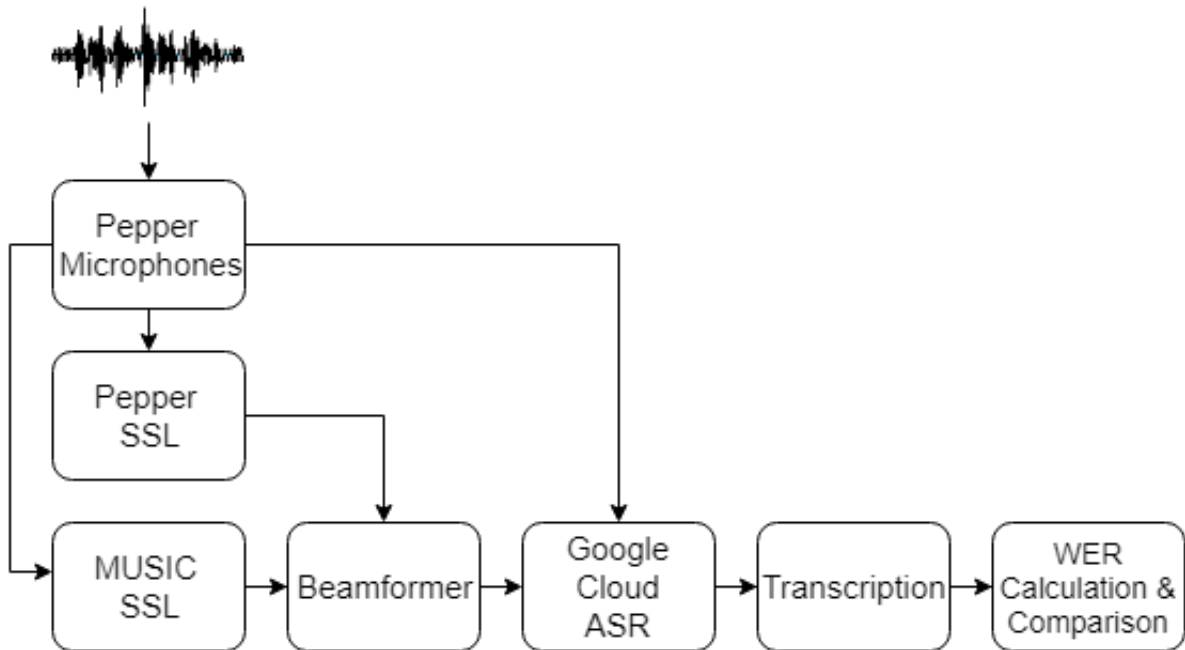 Pepper
Microphones
Pepper
SSL
MUSIC
SSL
Beamformer
Google
Cloud
ASR
Transcription
WER
Calculation &
Comparison